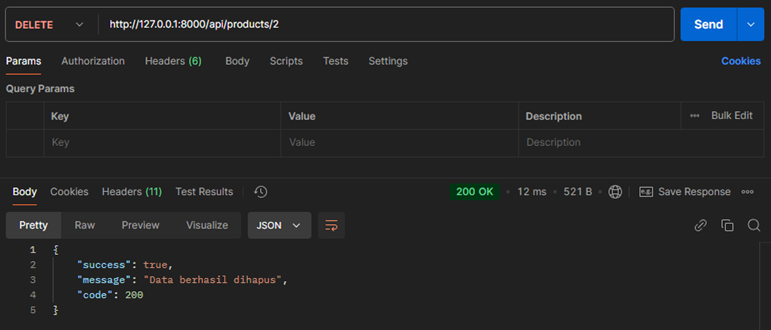 DELETE http://127.0.0.1:8000/api/products/2 Send
Params Authorization Headers (6) Body Scripts Tests Settings Cookies
Query Params
Key Value Description Bulk Edit
Key Value Description
Body Cookies Headers (11) Test Results 200 OK 12 ms 521 B Save Response
Pretty Raw Preview Visualize JSON
1 {
2 "success": true,
3 "message": "Data berhasil dihapus",
4 "code": 200
5 }